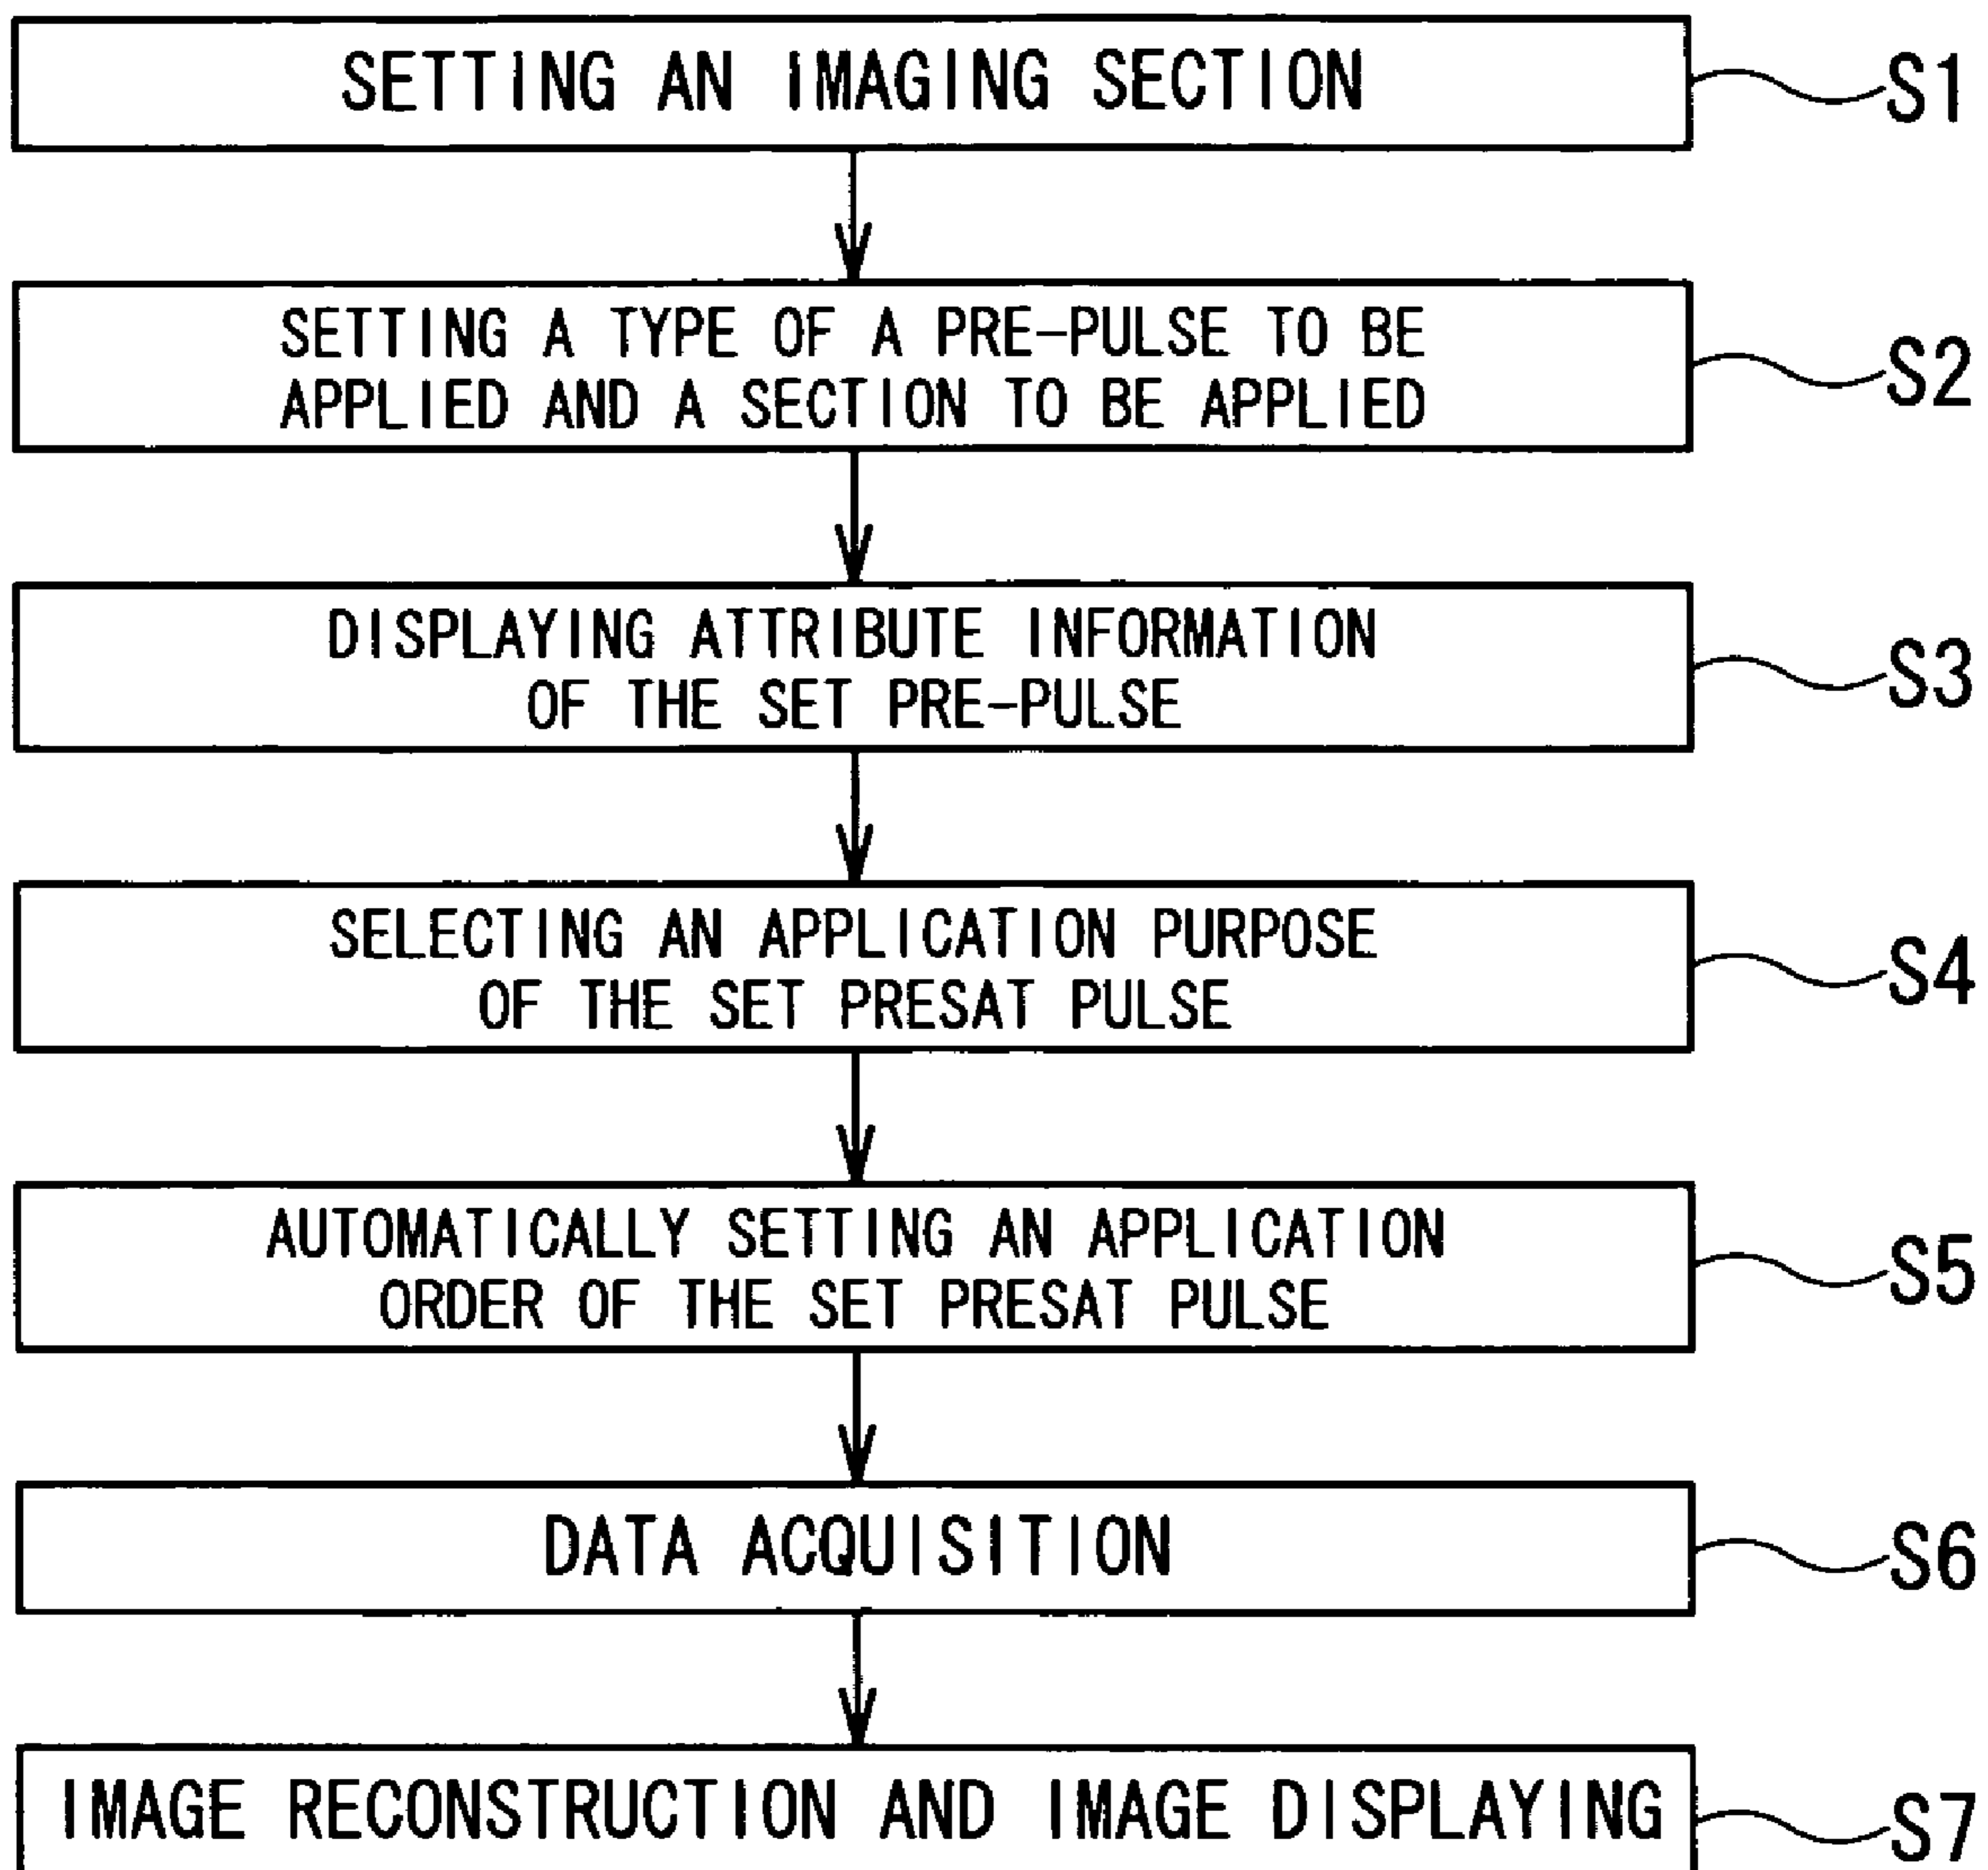 SETTING AN IMAGING SECTION
S1
SETTING A TYPE OF A PRE-PULSE TO BE
APPLIED AND A SECTION TO BE APPLIED
S2
DISPLAYING ATTRIBUTE INFORMATION
OF THE SET PRE-PULSE
S3
SELECTING AN APPLICATION PURPOSE
OF THE SET PRESAT PULSE
S4
AUTOMATICALLY SETTING AN APPLICATION
ORDER OF THE SET PRESAT PULSE
S5
DATA ACQUISITION
S6
IMAGE RECONSTRUCTION AND IMAGE DISPLAYING
S7